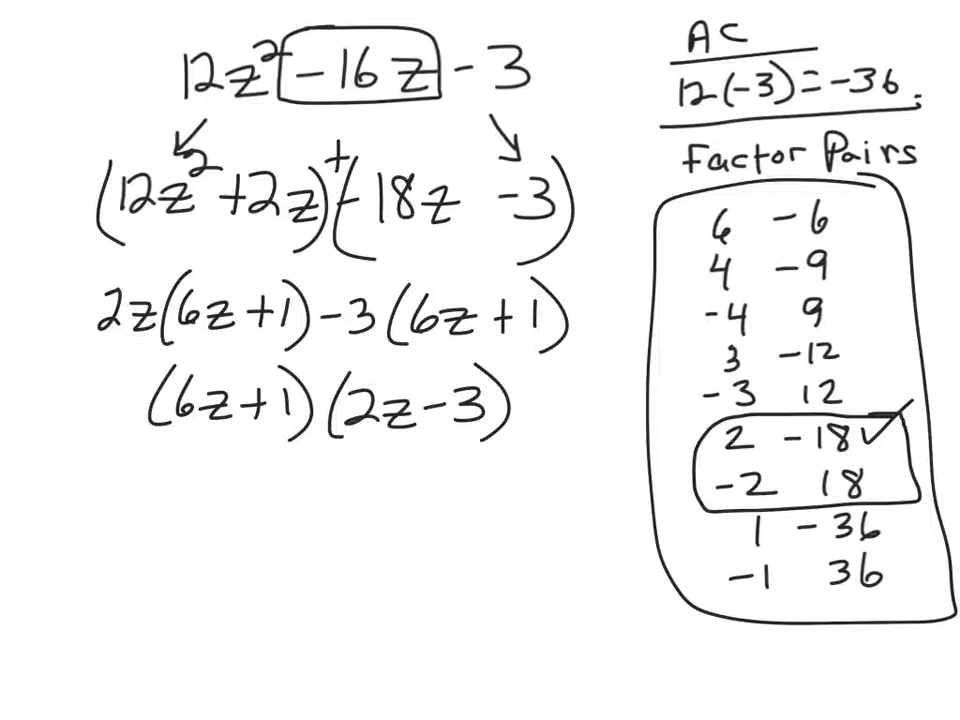 12z² - 16z - 3
(12z² + 2z) + (-18z - 3)
2z(6z + 1) - 3(6z + 1)
(6z + 1)(2z - 3)
AC
12(-3) = -36.
Factor Pairs
6 -6
4 -9
-4 9
3 -12
-3 12
2 -18 ✓
-2 18
1 -36
-1 36